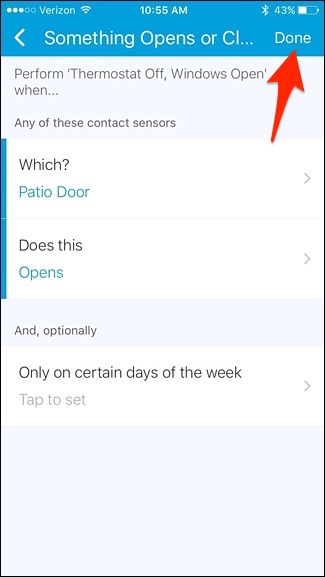 Verizon 10:55 AM 43%
Something Opens or Cl... Done
Perform 'Thermostat Off, Windows Open'
when...
Any of these contact sensors
Which?
Patio Door
Does this
Opens
And, optionally
Only on certain days of the week
Tap to set